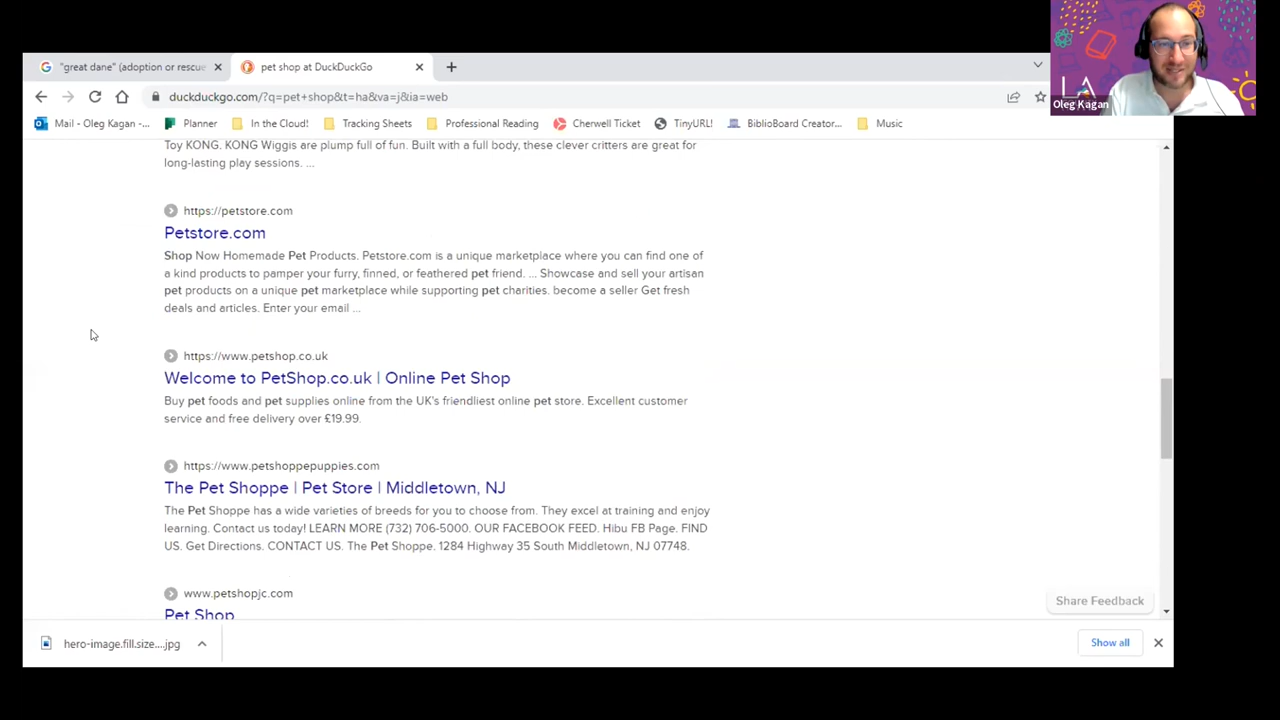 "great dane" (adoption or rescue
pet shop at DuckDuckGo
duckduckgo.com/?q=pet+shop&t=ha&va=j&ia=web
Mail - Oleg Kagan -...
Planner
In the Cloud!
Tracking Sheets
Professional Reading
Cherwell Ticket
TinyURL!
BiblioBoard Creator...
Music
LA
Oleg Kagan
Toy KONG. KONG Wiggis are plump full of fun. Built with a full body, these clever critters are great for
long-lasting play sessions. ...
https://petstore.com
Petstore.com
Shop Now Homemade Pet Products. Petstore.com is a unique marketplace where you can find one of
a kind products to pamper your furry, finned, or feathered pet friend. ... Showcase and sell your artisan
pet products on a unique pet marketplace while supporting pet charities. become a seller Get fresh
deals and articles. Enter your email ...
https://www.petshop.co.uk
Welcome to PetShop.co.uk | Online Pet Shop
Buy pet foods and pet supplies online from the UK's friendliest online pet store. Excellent customer
service and free delivery over £19.99.
https://www.petshoppepuppies.com
The Pet Shoppe | Pet Store | Middletown, NJ
The Pet Shoppe has a wide varieties of breeds for you to choose from. They excel at training and enjoy
learning. Contact us today! LEARN MORE (732) 706-5000. OUR FACEBOOK FEED. Hibu FB Page. FIND
US. Get Directions. CONTACT US. The Pet Shoppe. 1284 Highway 35 South Middletown, NJ 07748.
www.petshopjc.com
Pet Shop
Share Feedback
hero-image.fill.size....jpg
Show all